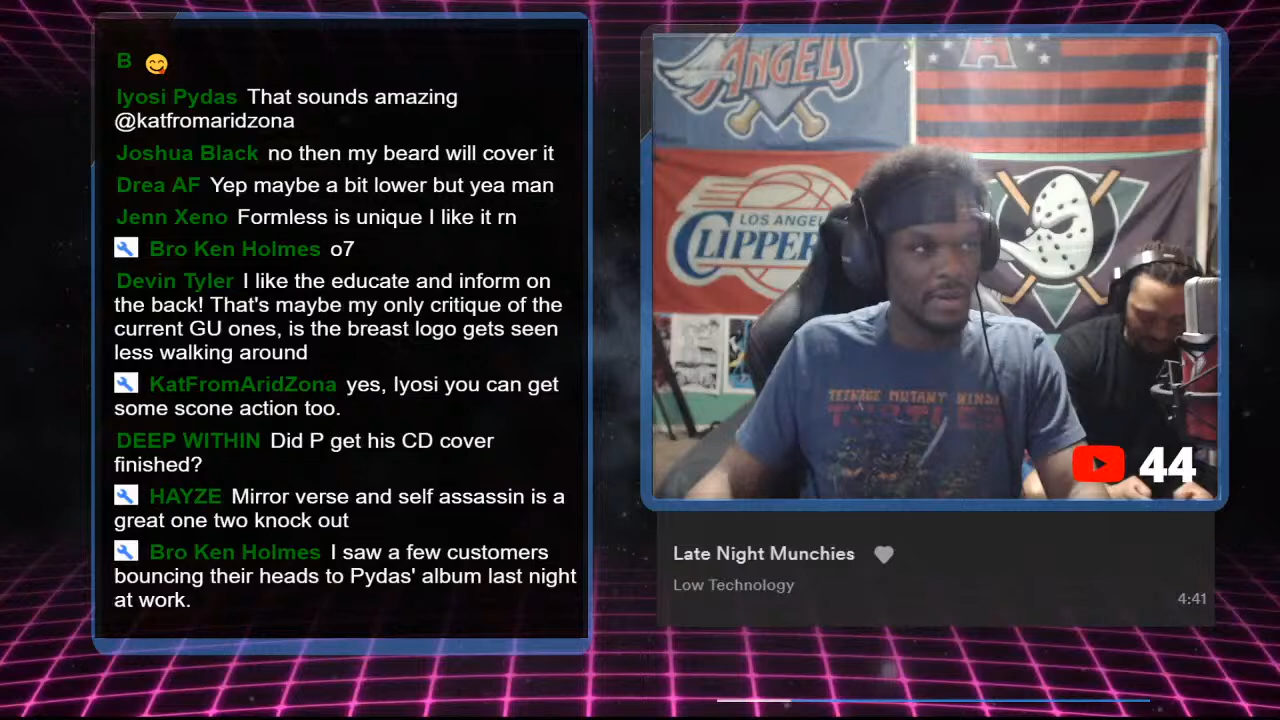 B 😋
Iyosi Pydas That sounds amazing
@katfromaridzona
Joshua Black no then my beard will cover it
Drea AF Yep maybe a bit lower but yea man
Jenn Xeno Formless is unique I like it rn
Bro Ken Holmes o7
Devin Tyler I like the educate and inform on
the back! That's maybe my only critique of the
current GU ones, is the breast logo gets seen
less walking around
KatFromAridZona yes, Iyosi you can get
some scone action too.
DEEP WITHIN Did P get his CD cover
finished?
HAYZE Mirror verse and self assassin is a
great one two knock out
Bro Ken Holmes I saw a few customers
bouncing their heads to Pydas' album last night
at work.
ANGELS
A
LOS ANGEL
CLIPPER
TEENAGE MUTANT NINJ
TURTLES
44
Late Night Munchies
Low Technology
4:41